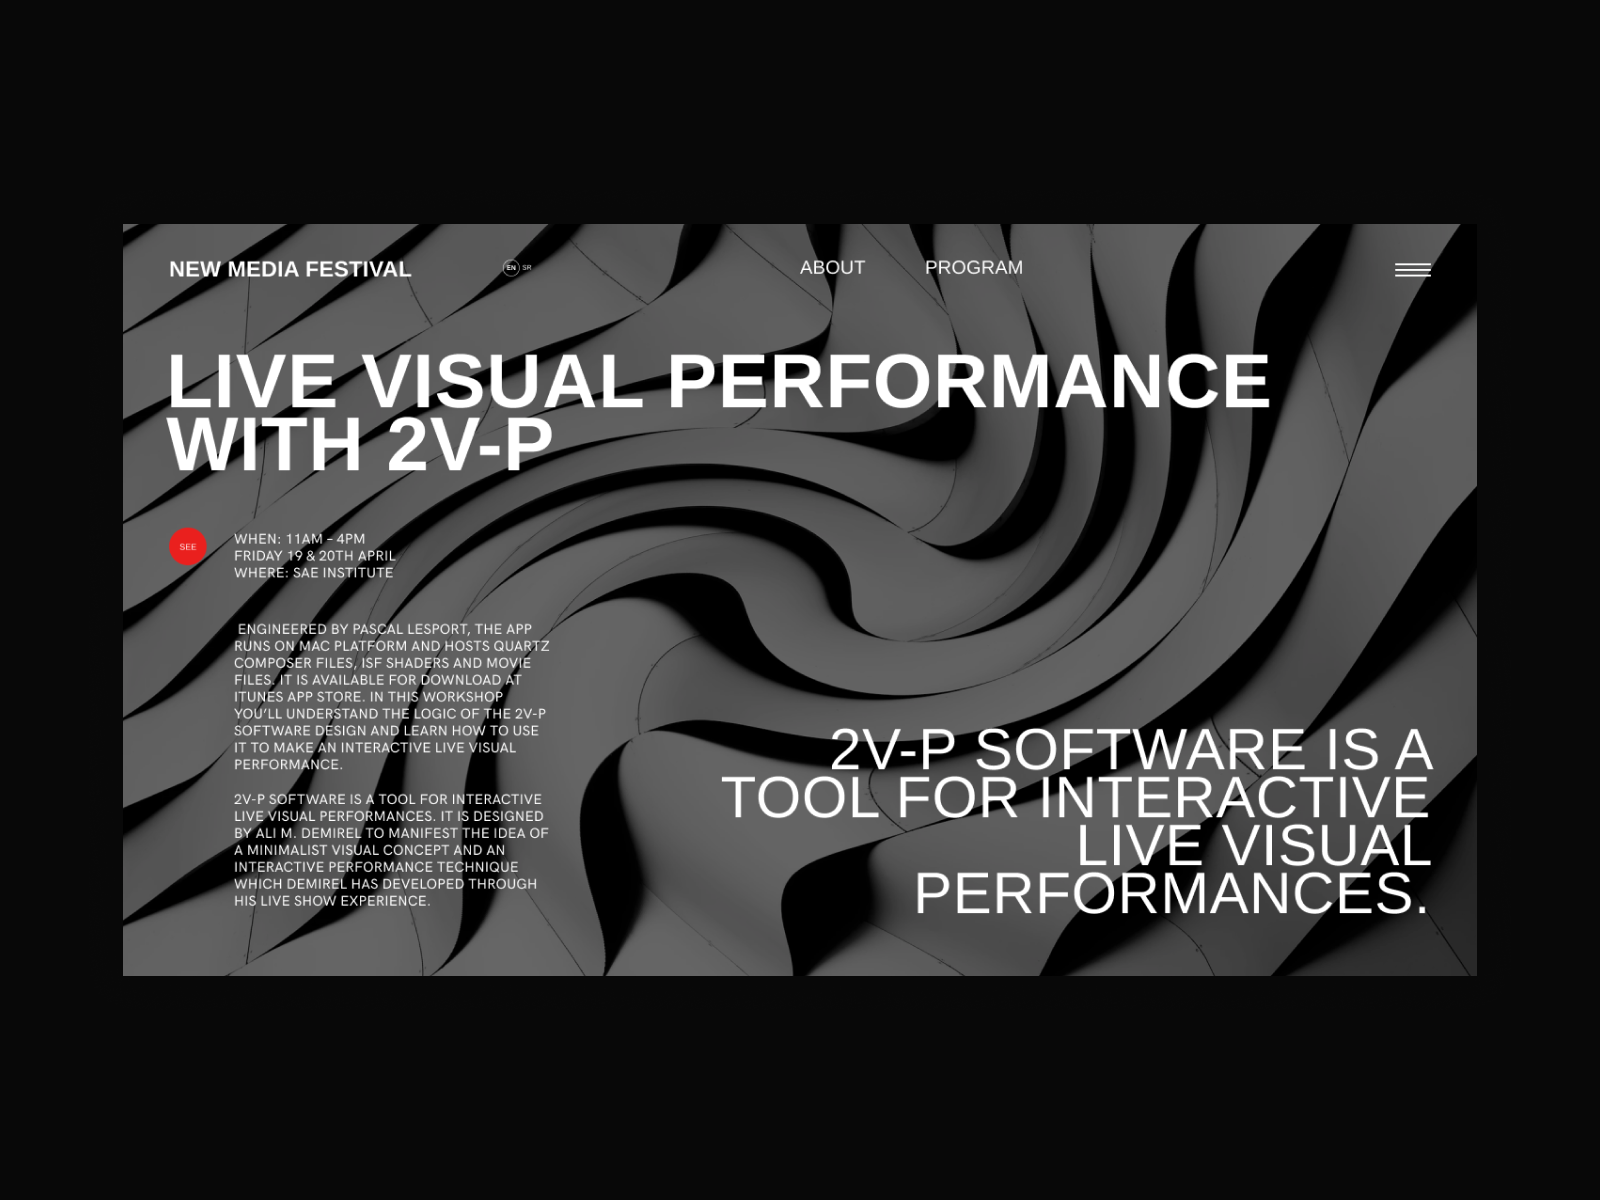 NEW MEDIA FESTIVAL
EN SR
ABOUT
PROGRAM
LIVE VISUAL PERFORMANCE
WITH 2V-P
SEE
WHEN: 11AM – 4PM
FRIDAY 19 & 20TH APRIL
WHERE: SAE INSTITUTE
ENGINEERED BY PASCAL LESPORT, THE APP
RUNS ON MAC PLATFORM AND HOSTS QUARTZ
COMPOSER FILES, ISF SHADERS AND MOVIE
FILES. IT IS AVAILABLE FOR DOWNLOAD AT
ITUNES APP STORE. IN THIS WORKSHOP
YOU'LL UNDERSTAND THE LOGIC OF THE 2V-P
SOFTWARE DESIGN AND LEARN HOW TO USE
IT TO MAKE AN INTERACTIVE LIVE VISUAL
PERFORMANCE.
2V-P SOFTWARE IS A TOOL FOR INTERACTIVE
LIVE VISUAL PERFORMANCES. IT IS DESIGNED
BY ALI M. DEMIREL TO MANIFEST THE IDEA OF
A MINIMALIST VISUAL CONCEPT AND AN
INTERACTIVE PERFORMANCE TECHNIQUE
WHICH DEMIREL HAS DEVELOPED THROUGH
HIS LIVE SHOW EXPERIENCE.
2V-P SOFTWARE IS A
TOOL FOR INTERACTIVE
LIVE VISUAL
PERFORMANCES.